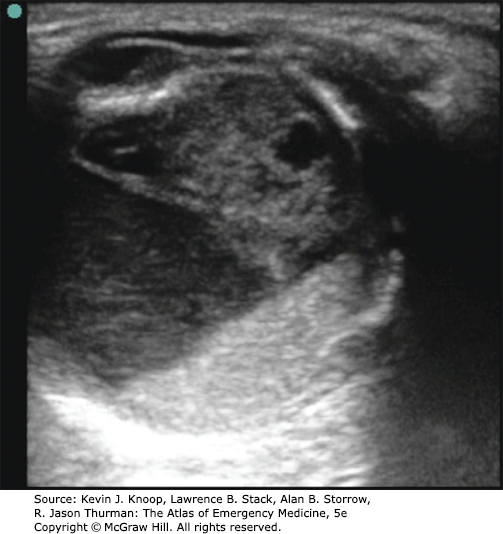 Source: Kevin J. Knoop, Lawrence B. Stack, Alan B. Storrow,
R. Jason Thurman: The Atlas of Emergency Medicine, 5e
Copyright © McGraw Hill. All rights reserved.